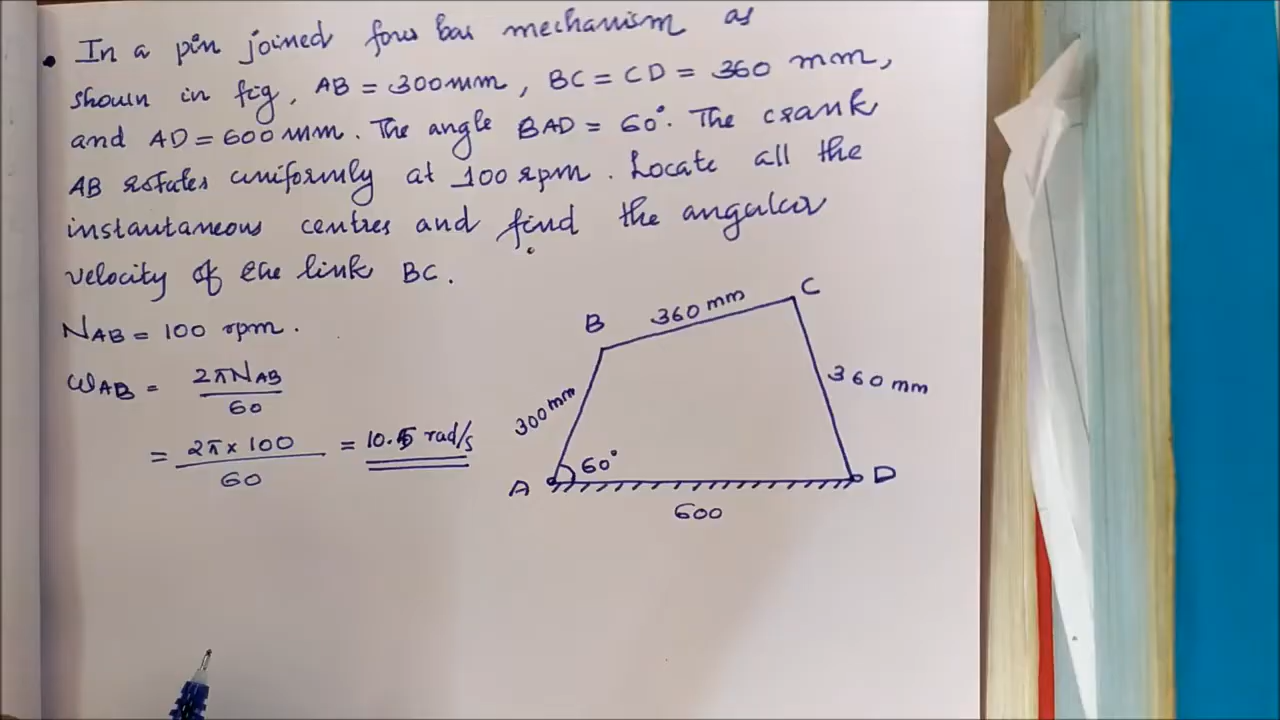 • In a pin joined four bar mechanism as
shown in fig, AB = 300mm, BC = CD = 360 mm,
and AD = 600 mm. The angle BAD = 60°. The crank
AB rotates uniformly at 100 rpm. Locate all the
instantaneous centres and find the angular
velocity of the link BC.
N_AB = 100 rpm.
ω_AB = 2πN_AB / 60
= 2π × 100 / 60 = 10.5 rad/s
B
360 mm
C
300mm
360 mm
60°
A
D
600